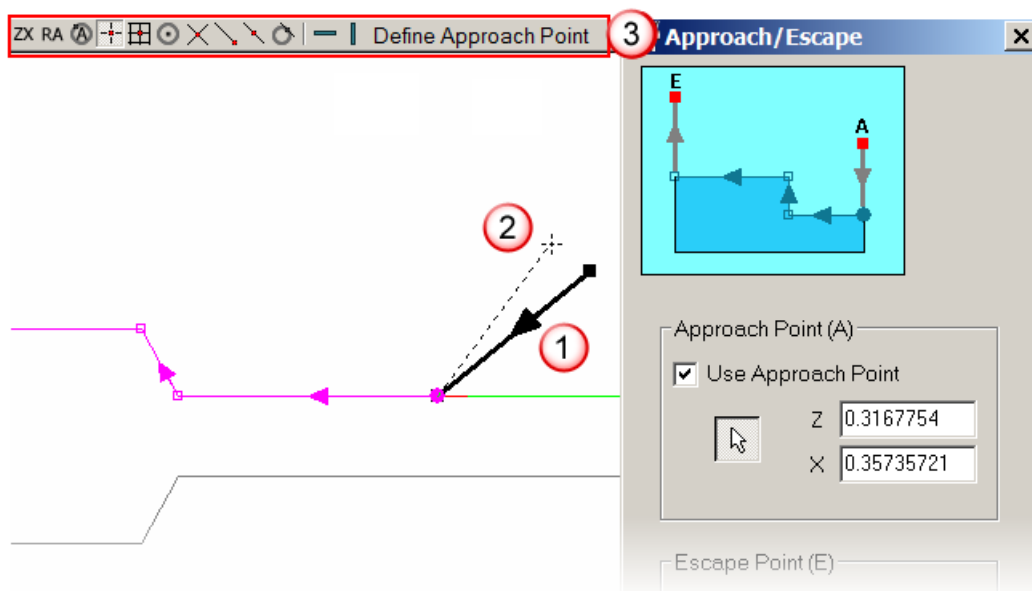 ZX RA A Define Approach Point 3 Approach/Escape
E
A
2
1
Approach Point (A)
Use Approach Point
Z 0.3167754
X 0.35735721
Escape Point (E)